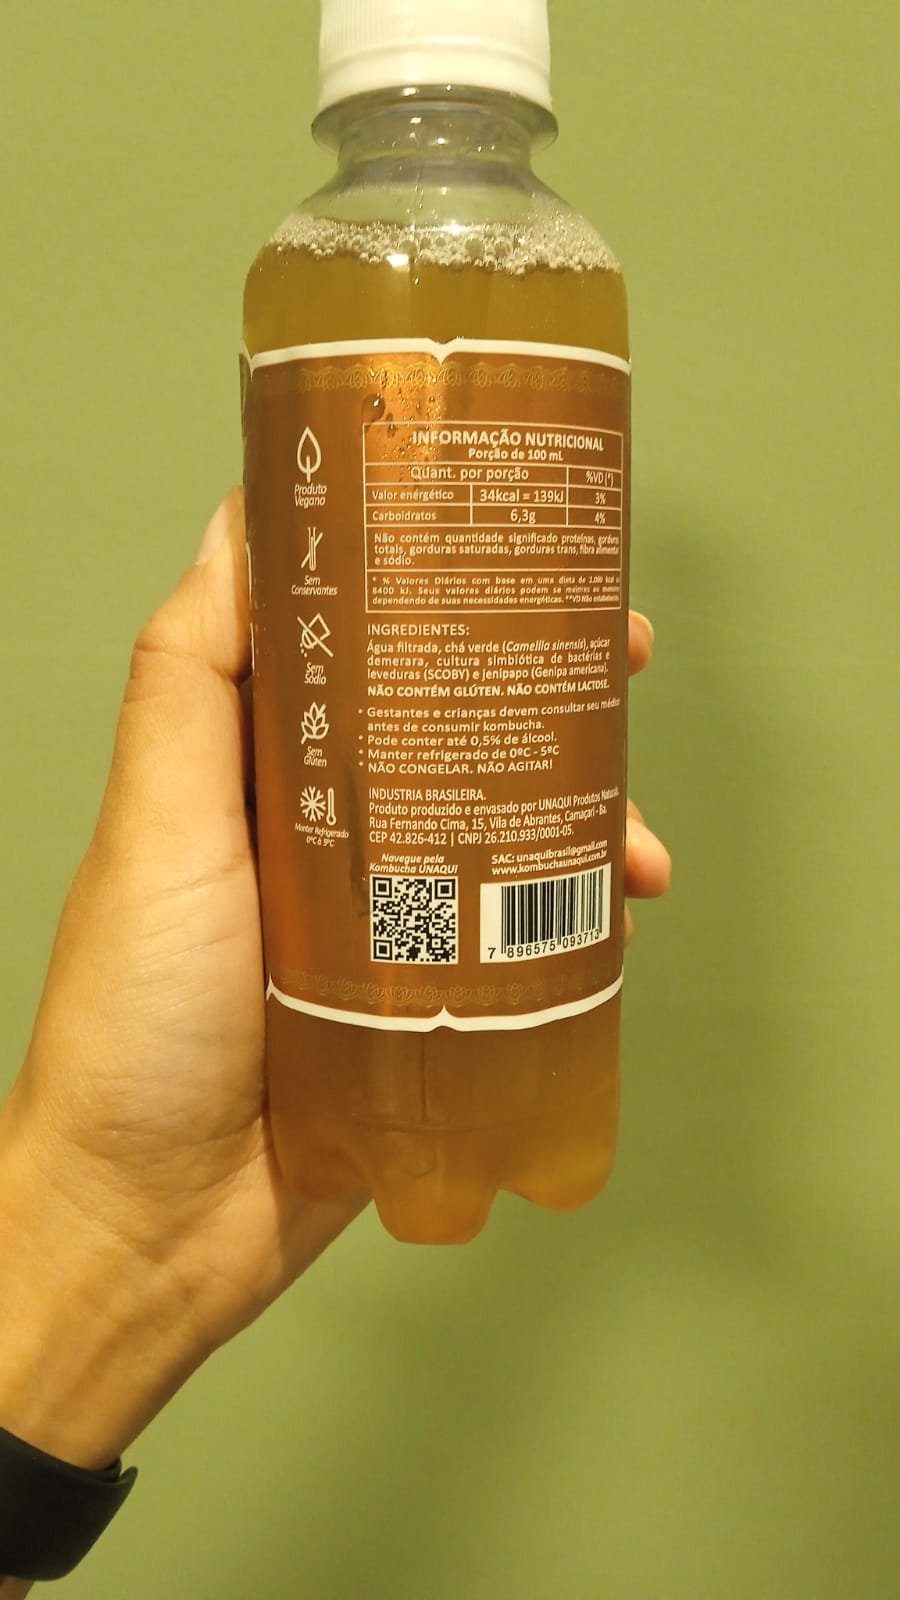 Produto
Vegano
Sem
Conservantes
Sem
Sódio
Sem
Glúten
Manter Refrigerado
0ºC à 5ºC
INFORMAÇÃO NUTRICIONAL
Porção de 100 mL
Quant. por porção %VD (*)
Valor energético 34kcal = 139kJ 3%
Carboidratos 6,3g 4%
Não contém quantidade significado proteínas, gorduras
totais, gorduras saturadas, gorduras trans, fibra alimentar
e sódio.
* % Valores Diários com base em uma dieta de 2.000 kcal o
8400 kJ. Seus valores diários podem se maiores ou menores
dependendo de suas necessidades energéticas. **VD Não estabelecido
INGREDIENTES:
Água filtrada, chá verde (Camellia sinensis), açúcar
demerara, cultura simbiótica de bactérias e
leveduras (SCOBY) e jenipapo (Genipa americana).
NÃO CONTÉM GLÚTEN. NÃO CONTÉM LACTOSE.
* Gestantes e crianças devem consultar seu médico
antes de consumir kombucha.
* Pode conter até 0,5% de álcool.
* Manter refrigerado de 0ºC - 5ºC
* NÃO CONGELAR. NÃO AGITAR!
INDUSTRIA BRASILEIRA.
Produto produzido e envasado por UNAQUI Produtos Naturais
Rua Fernando Cima, 15, Vila de Abrantes, Camaçari - Ba.
CEP 42.826-412 | CNPJ 26.210.933/0001-05.
Navegue pela
Kombucha UNAQUI
SAC: unaquibrasil@gmail.com
www.kombuchaunaqui.com.br
7 896575 093713